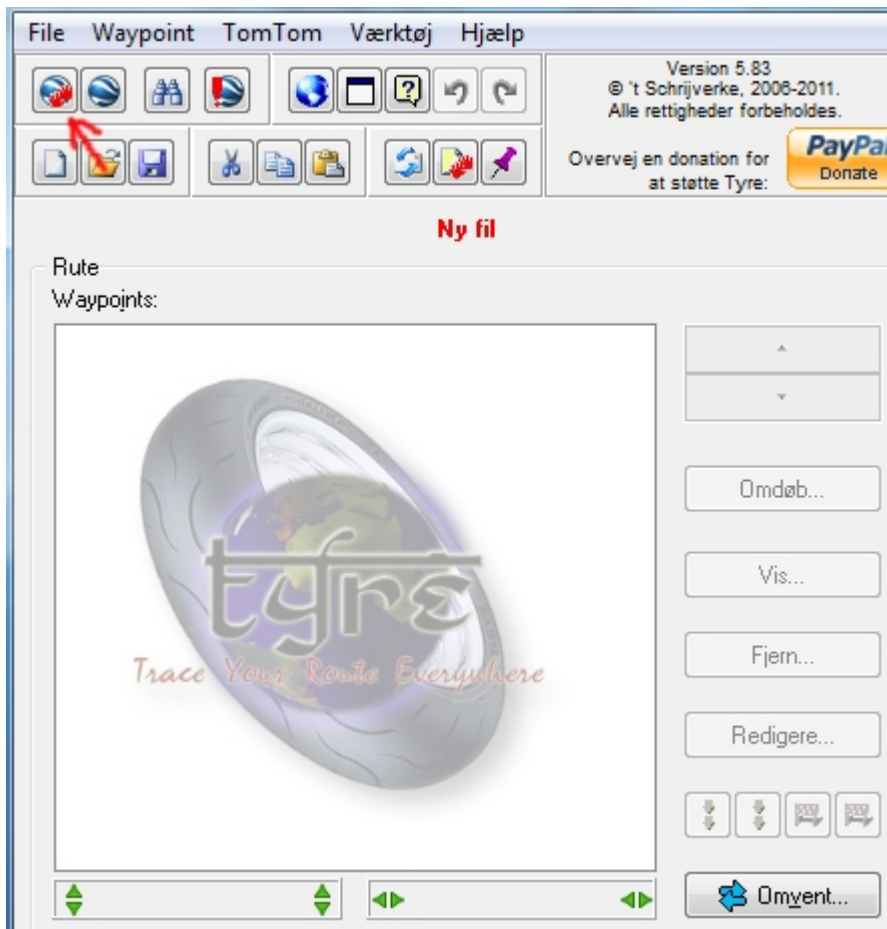 File Waypoint TomTom Værktøj Hjælp
Version 5.83
© 't Schrijverke, 2006-2011.
Alle rettigheder forbeholdes.
Overvej en donation for
at støtte Tyre:
PayPal
Donate
Ny fil
Rute
Waypoints:
tyre
Trace Your Route Everywhere
Omdøb...
Vis...
Fjern...
Redigere...
Omvent...